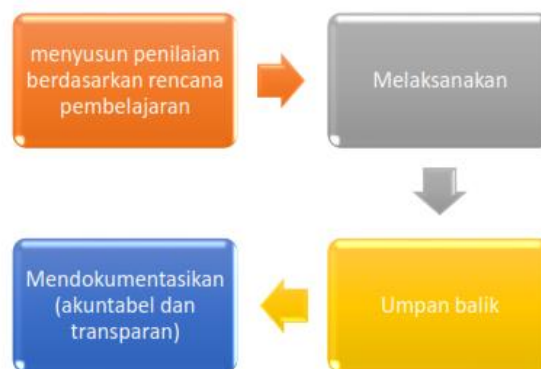 menyusun penilaian
berdasarkan rencana
pembelajaran
Melaksanakan
Umpan balik
Mendokumentasikan
(akuntabel dan
transparan)